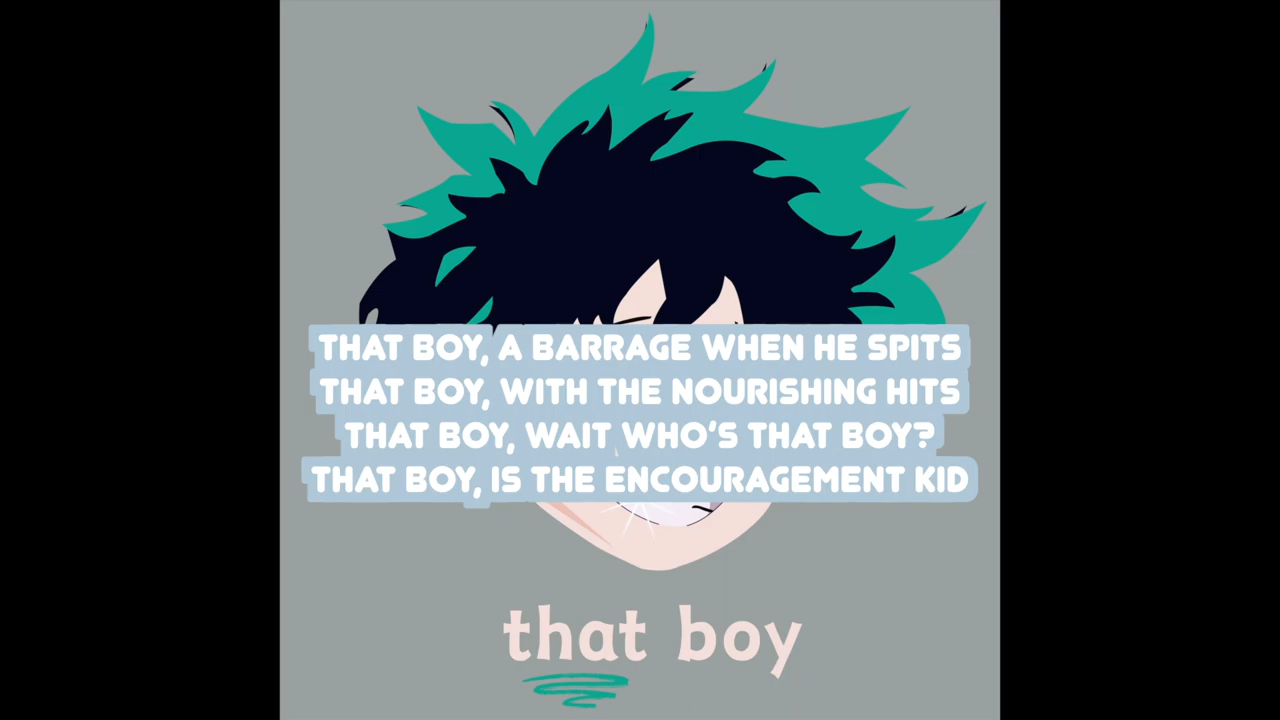 THAT BOY, A BARRAGE WHEN HE SPITS
THAT BOY, WITH THE NOURISHING HITS
THAT BOY, WAIT WHO'S THAT BOY?
THAT BOY, IS THE ENCOURAGEMENT KID
that boy